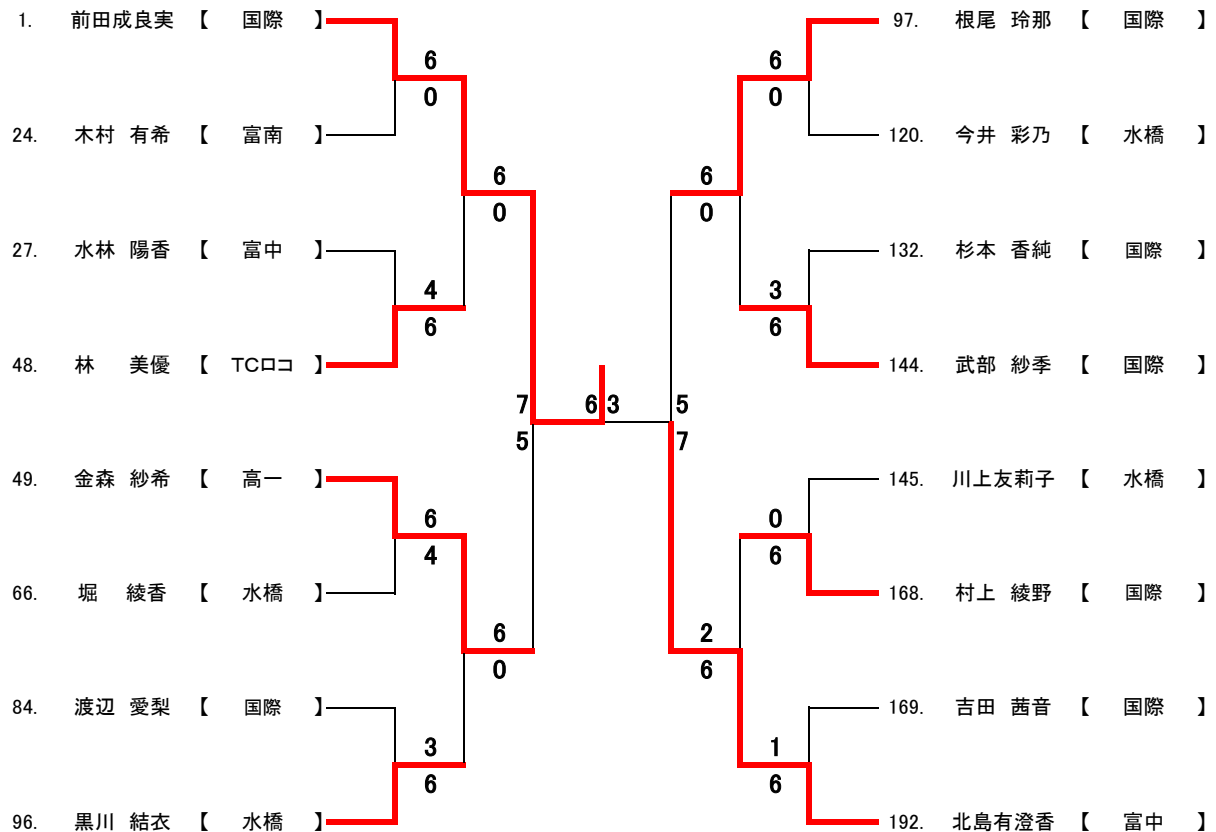 1. 前田成良実 【 国際 】 97. 根尾 玲那 【 国際 】
6 6
0 0
24. 木村 有希 【 富南 】 120. 今井 彩乃 【 水橋 】
6 6
0 0
27. 水林 陽香 【 富中 】 132. 杉本 香純 【 国際 】
4 3
6 6
48. 林 美優 【 TCロコ 】 144. 武部 紗季 【 国際 】
7 6 3 5
5 7
49. 金森 紗希 【 高一 】 145. 川上友莉子 【 水橋 】
6 0
4 6
66. 堀 綾香 【 水橋 】 168. 村上 綾野 【 国際 】
6 2
0 6
84. 渡辺 愛梨 【 国際 】 169. 吉田 茜音 【 国際 】
3 1
6 6
96. 黒川 結衣 【 水橋 】 192. 北島有澄香 【 富中 】